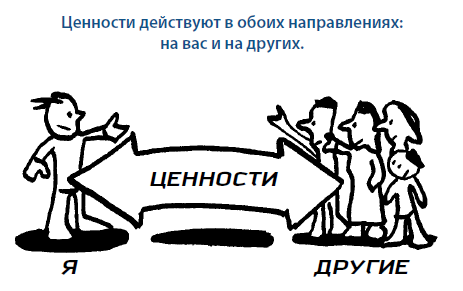 Ценности действуют в обоих направлениях:
на вас и на других.
ЦЕННОСТИ
Я
ДРУГИЕ